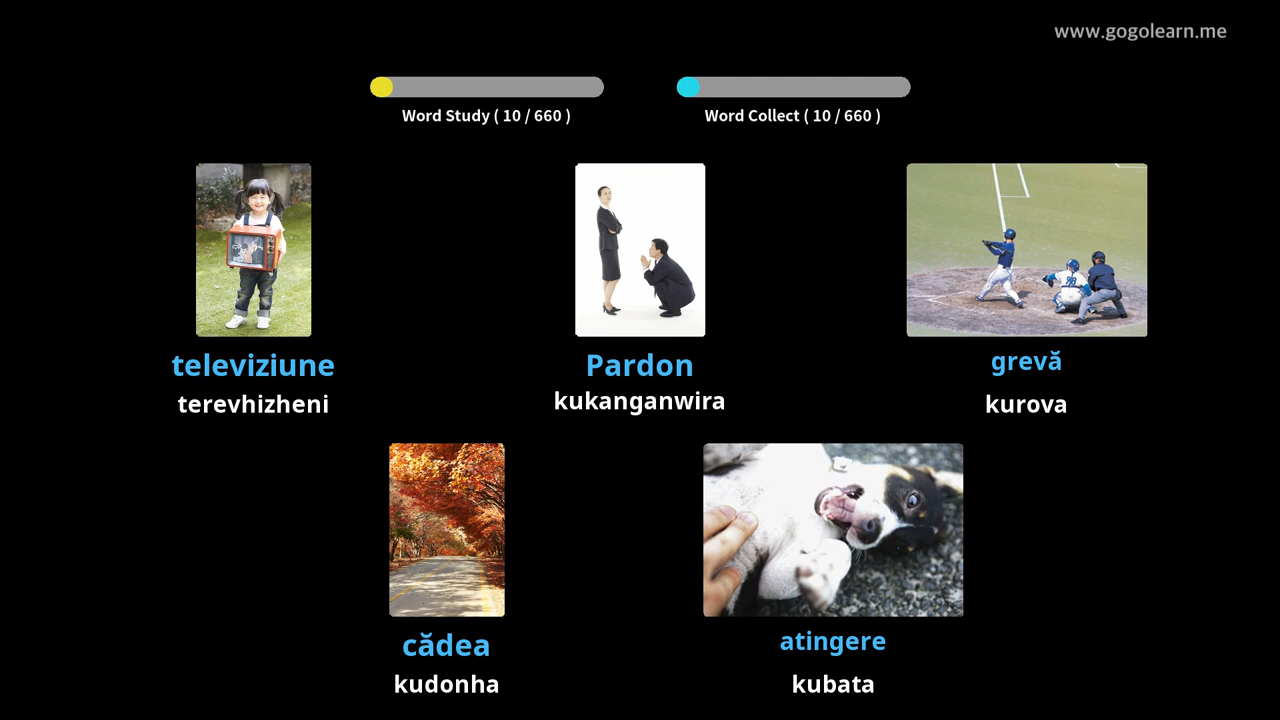 www.gogolearn.me
Word Study ( 10 / 660 )
Word Collect ( 10 / 660 )
televiziune
terevhizheni
Pardon
kukanganwira
grevă
kurova
cădea
kudonha
atingere
kubata